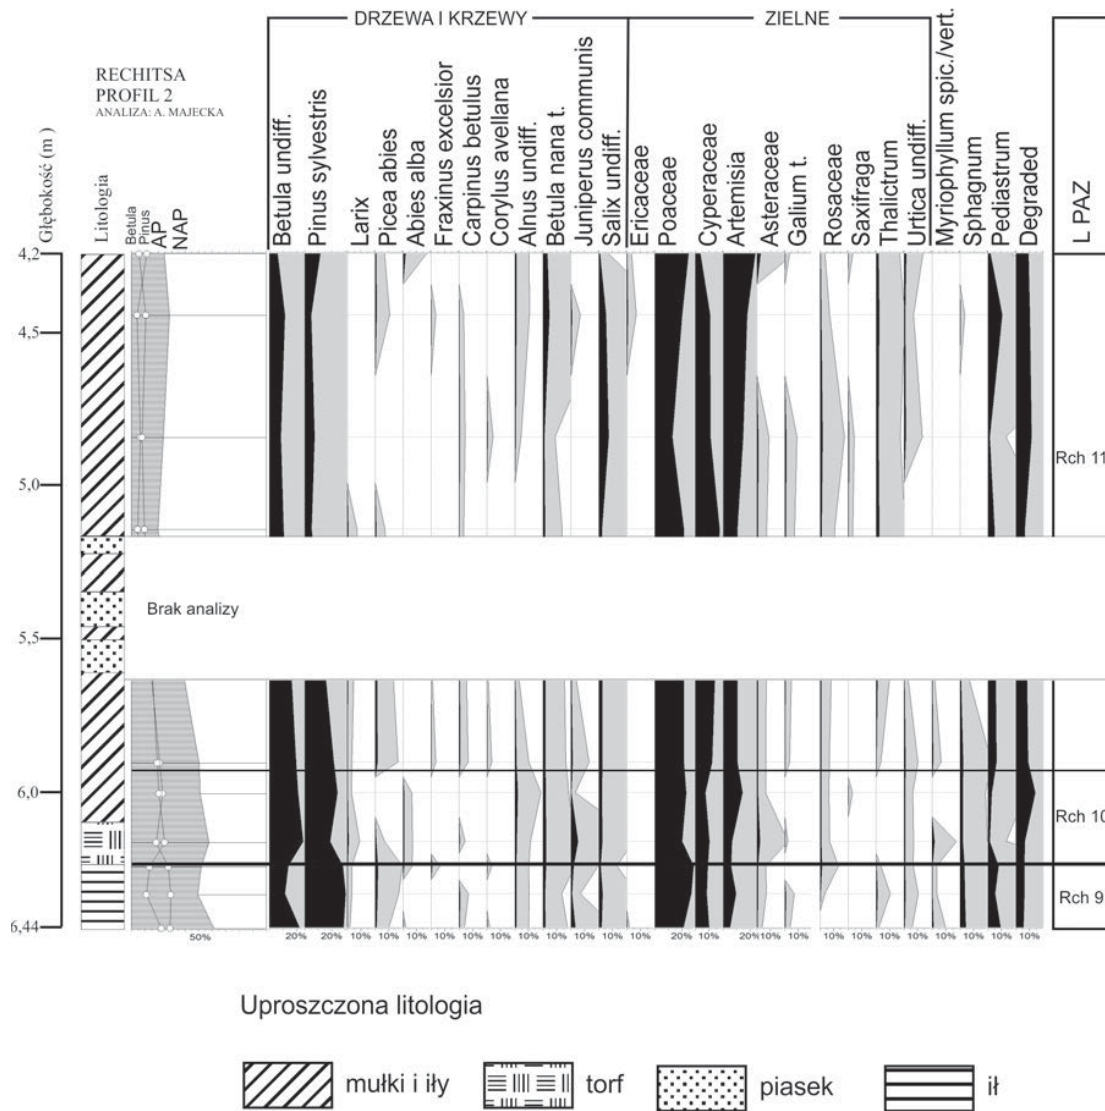 DRZEWA I KRZEWY
ZIELNE
RECHITSA
PROFIL 2
ANALIZA: A. MAJECKA
Głębokość (m)
Litologia
Betula
Pinus
AP
NAP
Betula undiff.
Pinus sylvestris
Larix
Picea abies
Abies alba
Fraxinus excelsior
Carpinus betulus
Corylus avellana
Alnus undiff.
Betula nana t.
Juniperus communis
Salix undiff.
Ericaceae
Poaceae
Cyperaceae
Artemisia
Asteraceae
Galium t.
Rosaceae
Saxifraga
Thalictrum
Urtica undiff.
Myriophyllum spic./vert.
Sphagnum
Pediastrum
Degraded
L PAZ
4,2
4,5
5,0
Rch 11
Brak analizy
5,5
6,0
Rch 10
Rch 9
6,44
50% 20% 20% 10% 10% 10% 10% 10% 10% 10% 10% 10% 10% 10% 20% 10% 20% 10% 10% 10% 10% 10% 10% 10% 10% 10% 10%
Uproszczona litologia
mułki i iły torf piasek ił